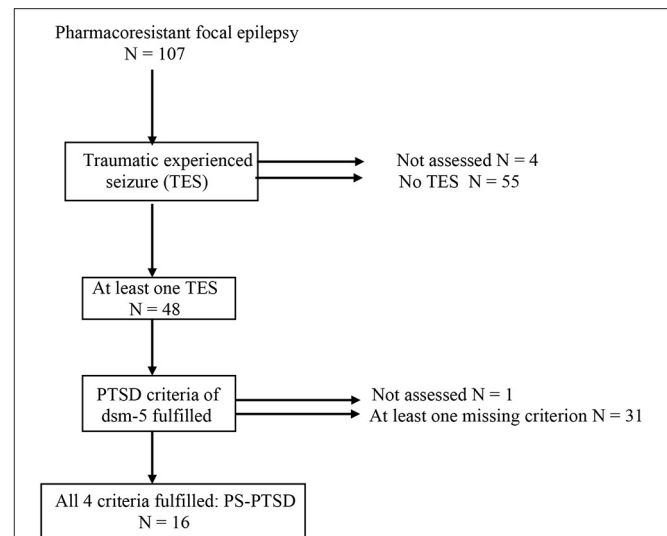 Pharmacoresistant focal epilepsy
N = 107
Traumatic experienced
seizure (TES)
Not assessed N = 4
No TES N = 55
At least one TES
N = 48
PTSD criteria of
dsm-5 fulfilled
Not assessed N = 1
At least one missing criterion N = 31
All 4 criteria fulfilled: PS-PTSD
N = 16